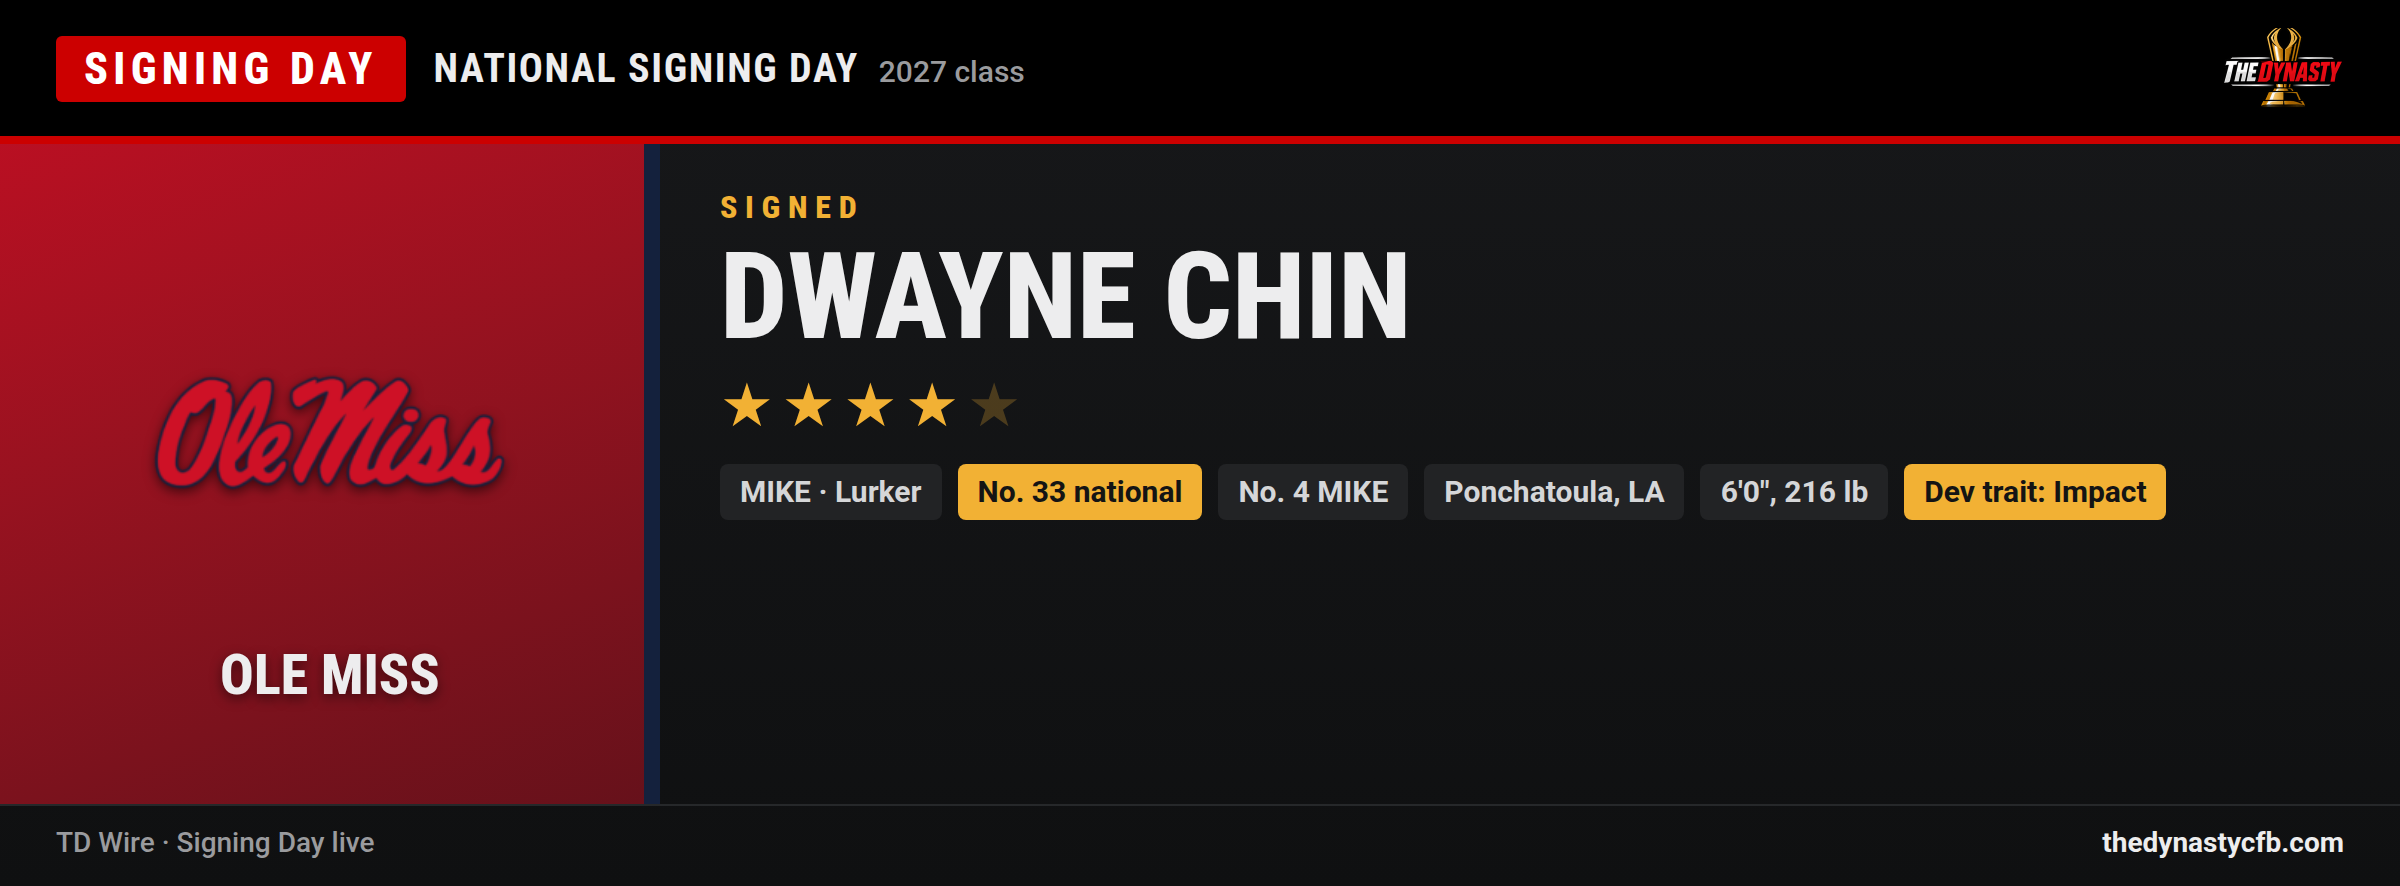 SIGNING DAY NATIONAL SIGNING DAY 2027 class
THE DYNASTY
SIGNED
DWAYNE CHIN
Ole Miss
MIKE · Lurker No. 33 national No. 4 MIKE Ponchatoula, LA 6'0", 216 lb Dev trait: Impact
OLE MISS
TD Wire · Signing Day live thedynastycfb.com